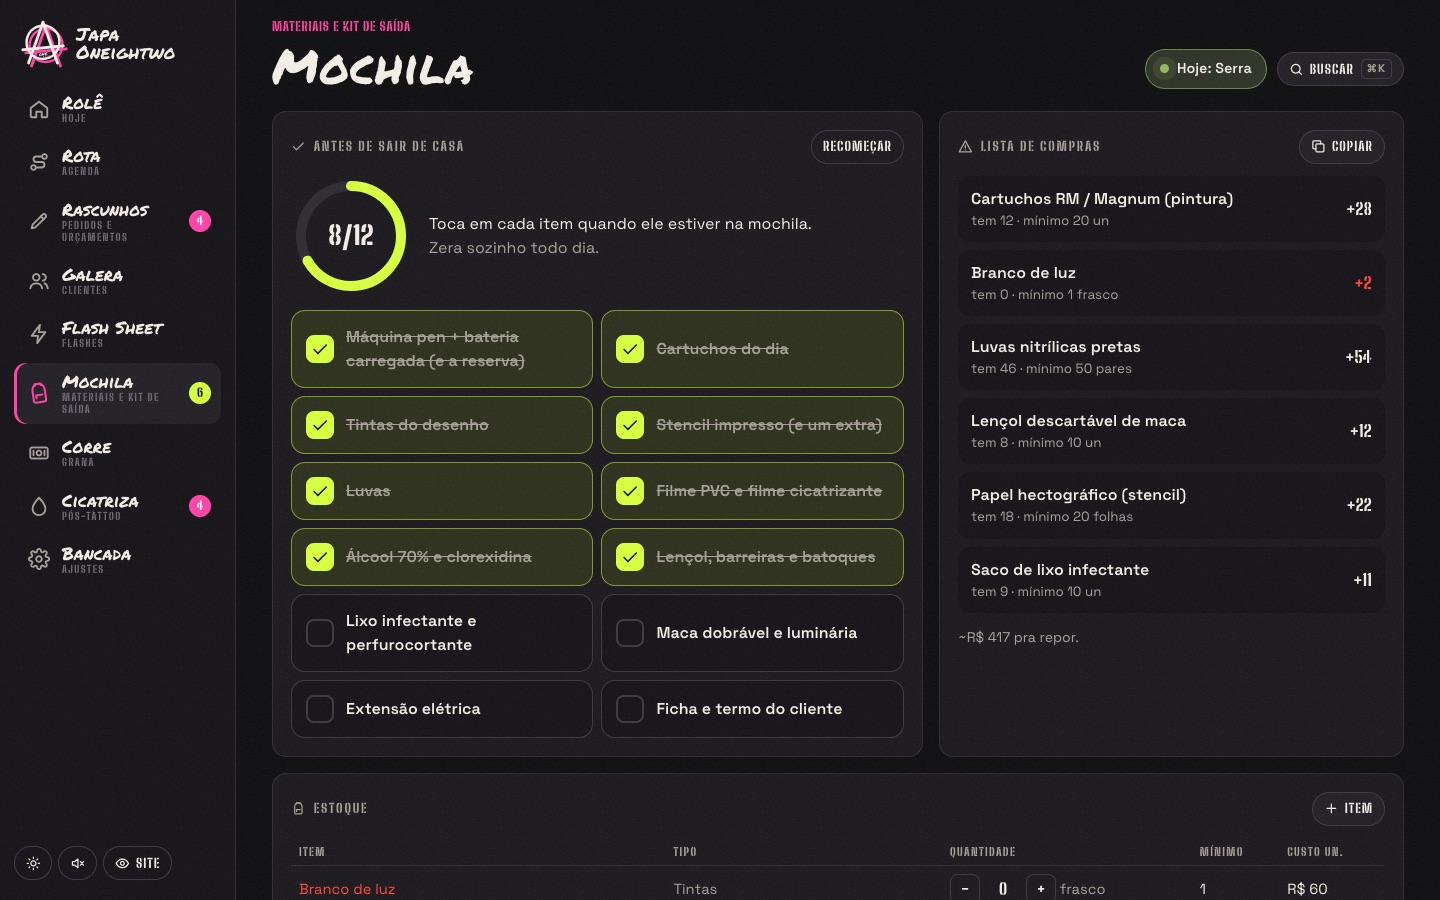 Japa
Oneightwo
Rolê
HOJE
Rota
AGENDA
Rascunhos
PEDIDOS E
ORÇAMENTOS
4
Galera
CLIENTES
Flash Sheet
FLASHES
Mochila
MATERIAIS E KIT DE
SAÍDA
6
Corre
GRANA
Cicatriza
PÓS-TATTOO
4
Bancada
AJUSTES
SITE
MATERIAIS E KIT DE SAÍDA
Mochila
Hoje: Serra
BUSCAR ⌘K
ANTES DE SAIR DE CASA
RECOMEÇAR
8/12
Toca em cada item quando ele estiver na mochila.
Zera sozinho todo dia.
Máquina pen + bateria
carregada (e a reserva)
Cartuchos do dia
Tintas do desenho
Stencil impresso (e um extra)
Luvas
Filme PVC e filme cicatrizante
Álcool 70% e clorexidina
Lençol, barreiras e batoques
Lixo infectante e
perfurocortante
Maca dobrável e luminária
Extensão elétrica
Ficha e termo do cliente
LISTA DE COMPRAS
COPIAR
Cartuchos RM / Magnum (pintura)
tem 12 · mínimo 20 un
+28
Branco de luz
tem 0 · mínimo 1 frasco
+2
Luvas nitrílicas pretas
tem 46 · mínimo 50 pares
+54
Lençol descartável de maca
tem 8 · mínimo 10 un
+12
Papel hectográfico (stencil)
tem 18 · mínimo 20 folhas
+22
Saco de lixo infectante
tem 9 · mínimo 10 un
+11
~R$ 417 pra repor.
ESTOQUE
+ ITEM
ITEM TIPO QUANTIDADE MÍNIMO CUSTO UN.
Branco de luz Tintas − 0 + frasco 1 R$ 60